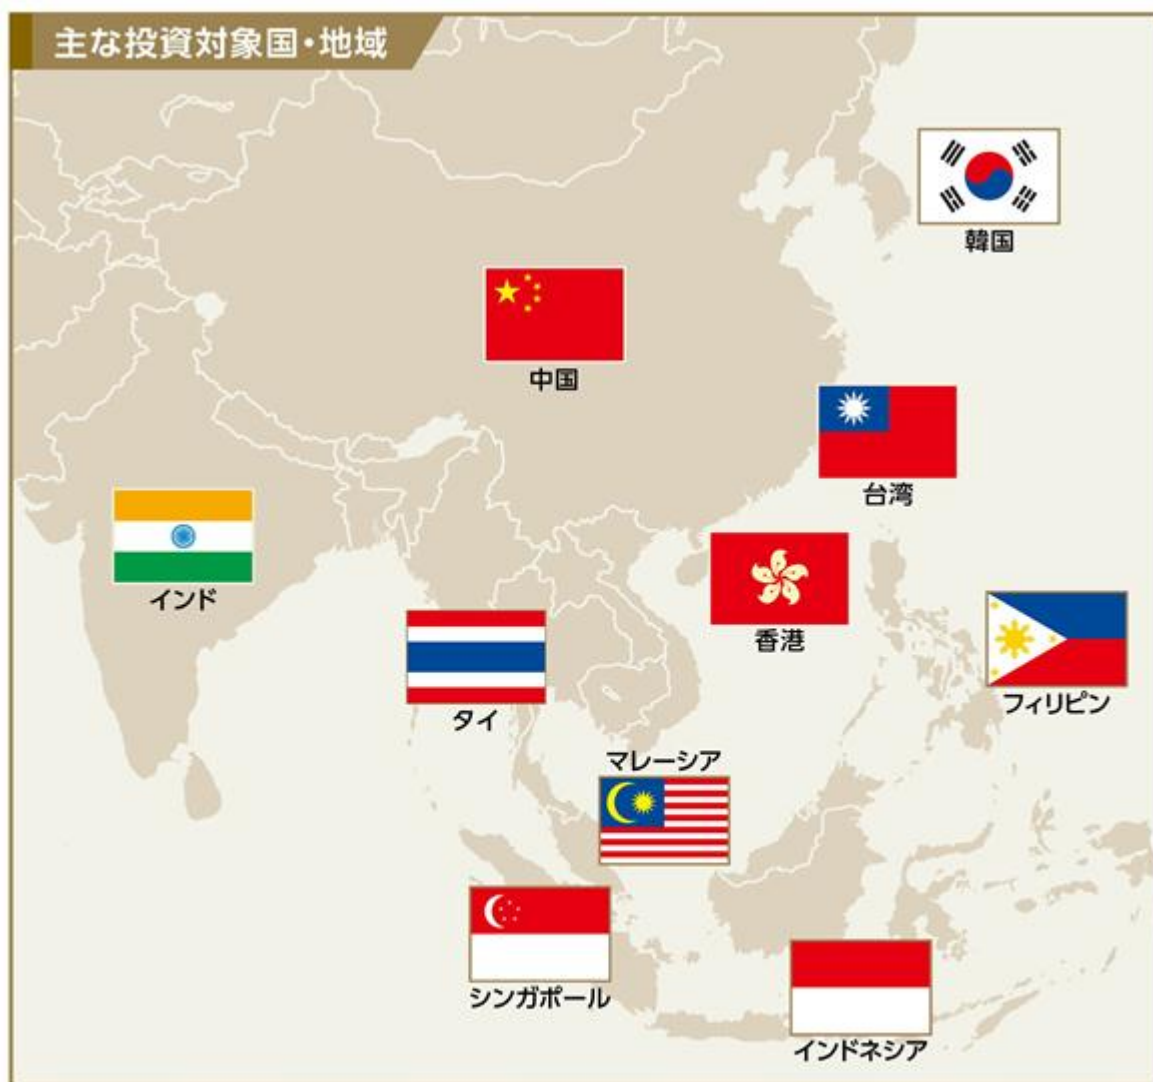 主な投資対象国・地域
韓国
中国
台湾
インド
香港
フィリピン
タイ
マレーシア
シンガポール
インドネシア